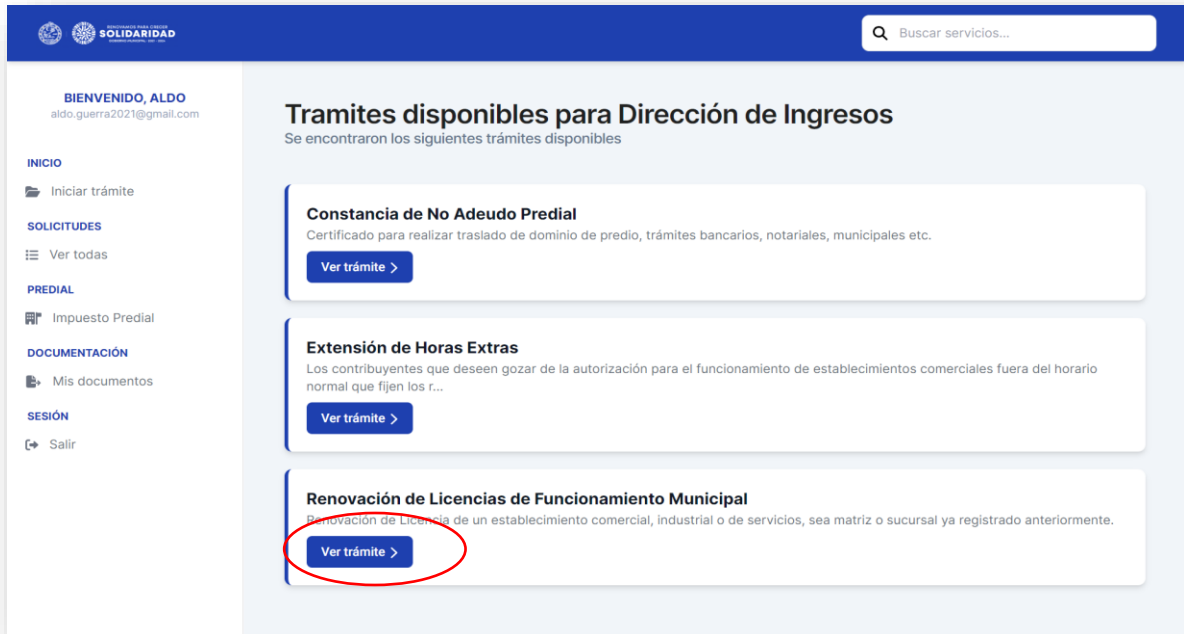 RENOVAMOS PARA CRECER
SOLIDARIDAD
Buscar servicios...
BIENVENIDO, ALDO
aldo.guerra2021@gmail.com
INICIO
Iniciar trámite
SOLICITUDES
Ver todas
PREDIAL
Impuesto Predial
DOCUMENTACIÓN
Mis documentos
SESIÓN
Salir
Tramites disponibles para Dirección de Ingresos
Se encontraron los siguientes trámites disponibles
Constancia de No Adeudo Predial
Certificado para realizar traslado de dominio de predio, trámites bancarios, notariales, municipales etc.
Ver trámite
Extensión de Horas Extras
Los contribuyentes que deseen gozar de la autorización para el funcionamiento de establecimientos comerciales fuera del horario
normal que fijen los r...
Ver trámite
Renovación de Licencias de Funcionamiento Municipal
Renovación de Licencia de un establecimiento comercial, industrial o de servicios, sea matriz o sucursal ya registrado anteriormente.
Ver trámite